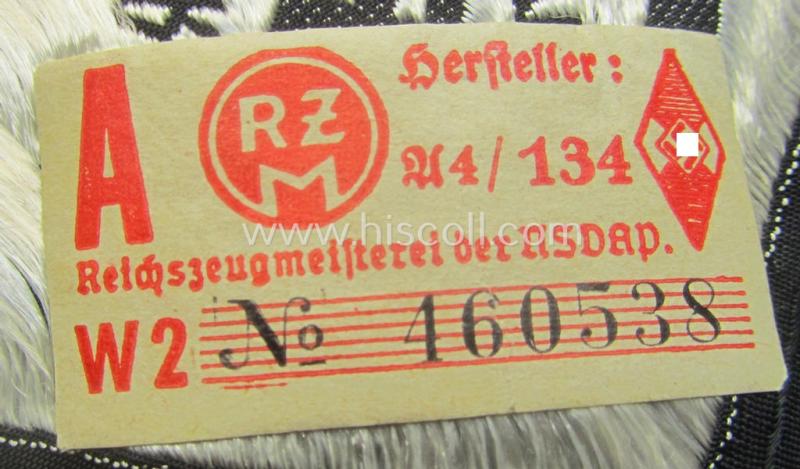 A RZM Hersteller:
A4/134
www.hiscoll.com
Reichszeugmeisterei der NSDAP.
W2 No 460538